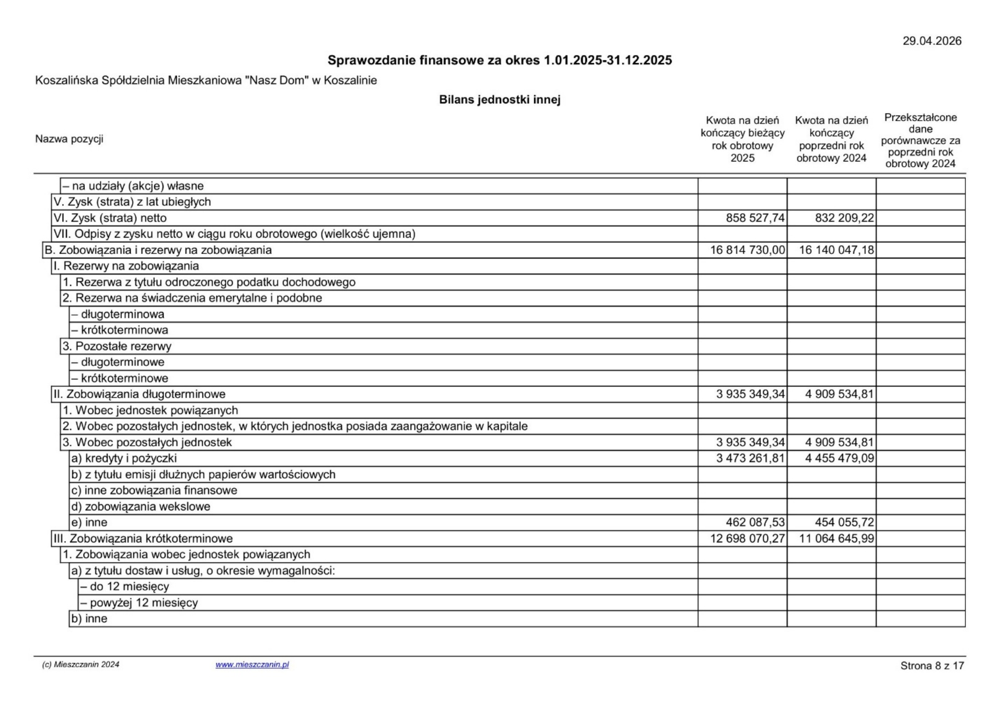 29.04.2026
Sprawozdanie finansowe za okres 1.01.2025-31.12.2025
Koszalińska Spółdzielnia Mieszkaniowa "Nasz Dom" w Koszalinie
Bilans jednostki innej
Nazwa pozycji
Kwota na dzień
kończący bieżący
rok obrotowy
2025
Kwota na dzień
kończący
poprzedni rok
obrotowy 2024
Przekształcone
dane
porównawcze za
poprzedni rok
obrotowy 2024
– na udziały (akcje) własne
V. Zysk (strata) z lat ubiegłych
VI. Zysk (strata) netto 858 527,74 832 209,22
VII. Odpisy z zysku netto w ciągu roku obrotowego (wielkość ujemna)
B. Zobowiązania i rezerwy na zobowiązania 16 814 730,00 16 140 047,18
I. Rezerwy na zobowiązania
1. Rezerwa z tytułu odroczonego podatku dochodowego
2. Rezerwa na świadczenia emerytalne i podobne
– długoterminowa
– krótkoterminowa
3. Pozostałe rezerwy
– długoterminowe
– krótkoterminowe
II. Zobowiązania długoterminowe 3 935 349,34 4 909 534,81
1. Wobec jednostek powiązanych
2. Wobec pozostałych jednostek, w których jednostka posiada zaangażowanie w kapitale
3. Wobec pozostałych jednostek 3 935 349,34 4 909 534,81
a) kredyty i pożyczki 3 473 261,81 4 455 479,09
b) z tytułu emisji dłużnych papierów wartościowych
c) inne zobowiązania finansowe
d) zobowiązania wekslowe
e) inne 462 087,53 454 055,72
III. Zobowiązania krótkoterminowe 12 698 070,27 11 064 645,99
1. Zobowiązania wobec jednostek powiązanych
a) z tytułu dostaw i usług, o okresie wymagalności:
– do 12 miesięcy
– powyżej 12 miesięcy
b) inne
(c) Mieszczanin 2024 www.mieszczanin.pl Strona 8 z 17